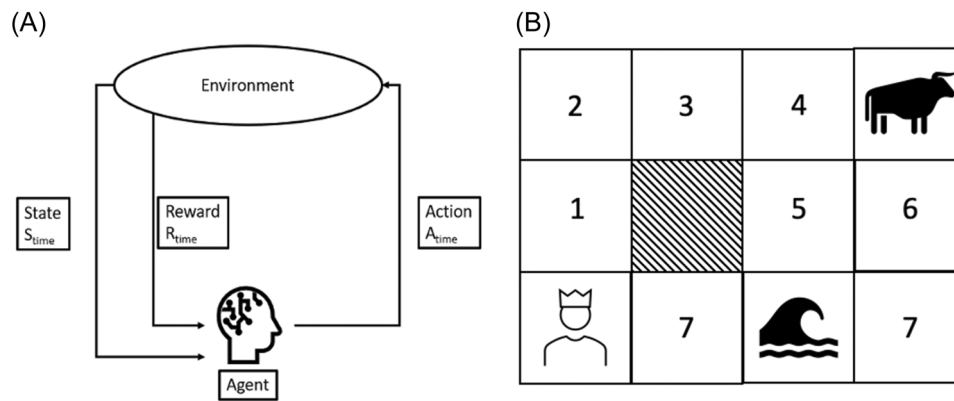 (A)
Environment
State
S_time
Reward
R_time
Action
A_time
Agent
(B)
2 3 4
1 5 6
7 7